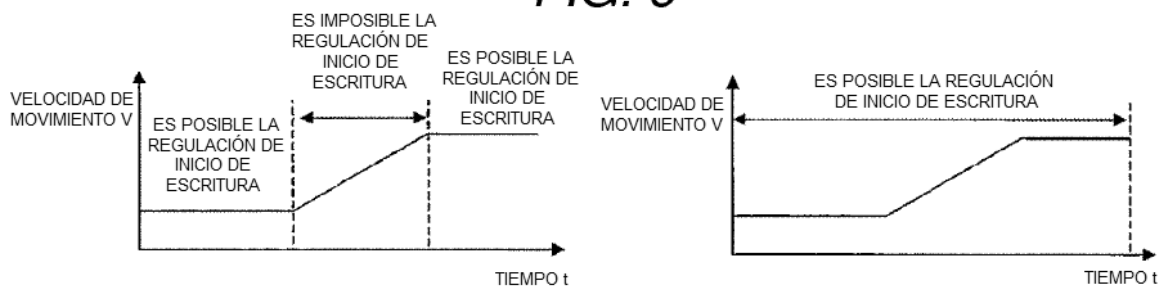 ES IMPOSIBLE LA
REGULACIÓN DE
INICIO DE
ESCRITURA
ES POSIBLE LA
REGULACIÓN DE
INICIO DE
ESCRITURA
VELOCIDAD DE
MOVIMIENTO V
ES POSIBLE LA
REGULACIÓN DE
INICIO DE
ESCRITURA
TIEMPO t
ES POSIBLE LA REGULACIÓN
DE INICIO DE ESCRITURA
VELOCIDAD DE
MOVIMIENTO V
TIEMPO t